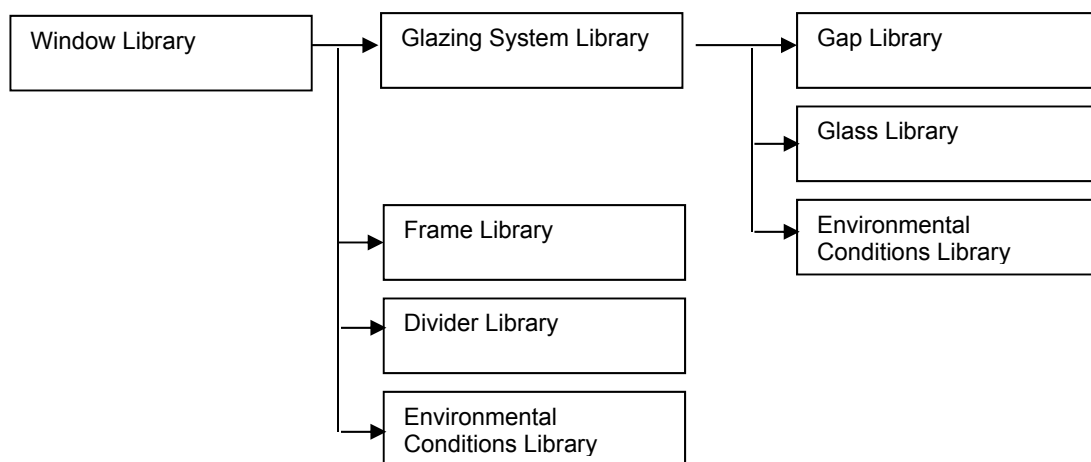 Window Library
Glazing System Library
Gap Library
Glass Library
Environmental
Conditions Library
Frame Library
Divider Library
Environmental
Conditions Library